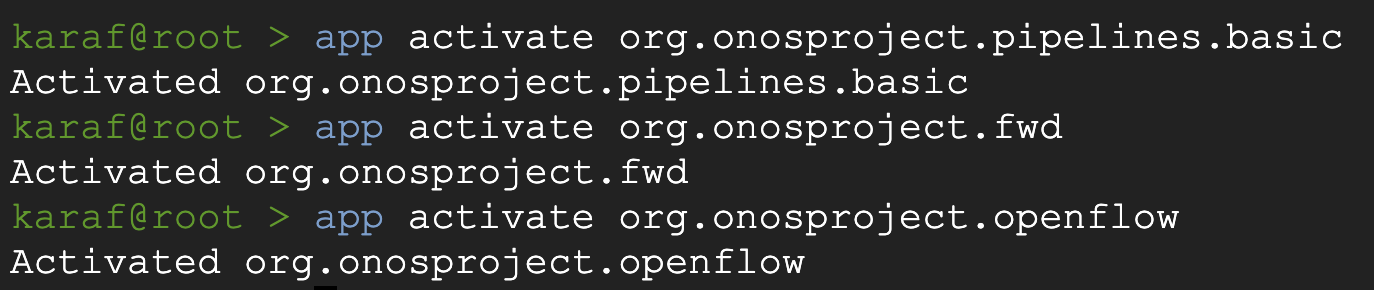 karaf@root > app activate org.onosproject.pipelines.basic
Activated org.onosproject.pipelines.basic
karaf@root > app activate org.onosproject.fwd
Activated org.onosproject.fwd
karaf@root > app activate org.onosproject.openflow
Activated org.onosproject.openflow